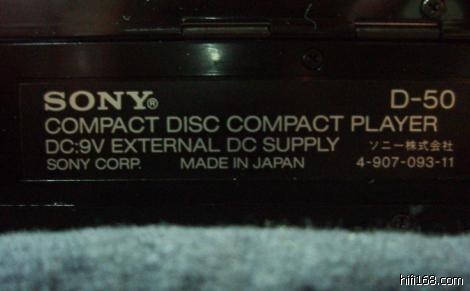 SONY® D-50
COMPACT DISC COMPACT PLAYER
DC:9V EXTERNAL DC SUPPLY ソニー株式会社
SONY CORP. MADE IN JAPAN 4-907-093-11
hifi168.com